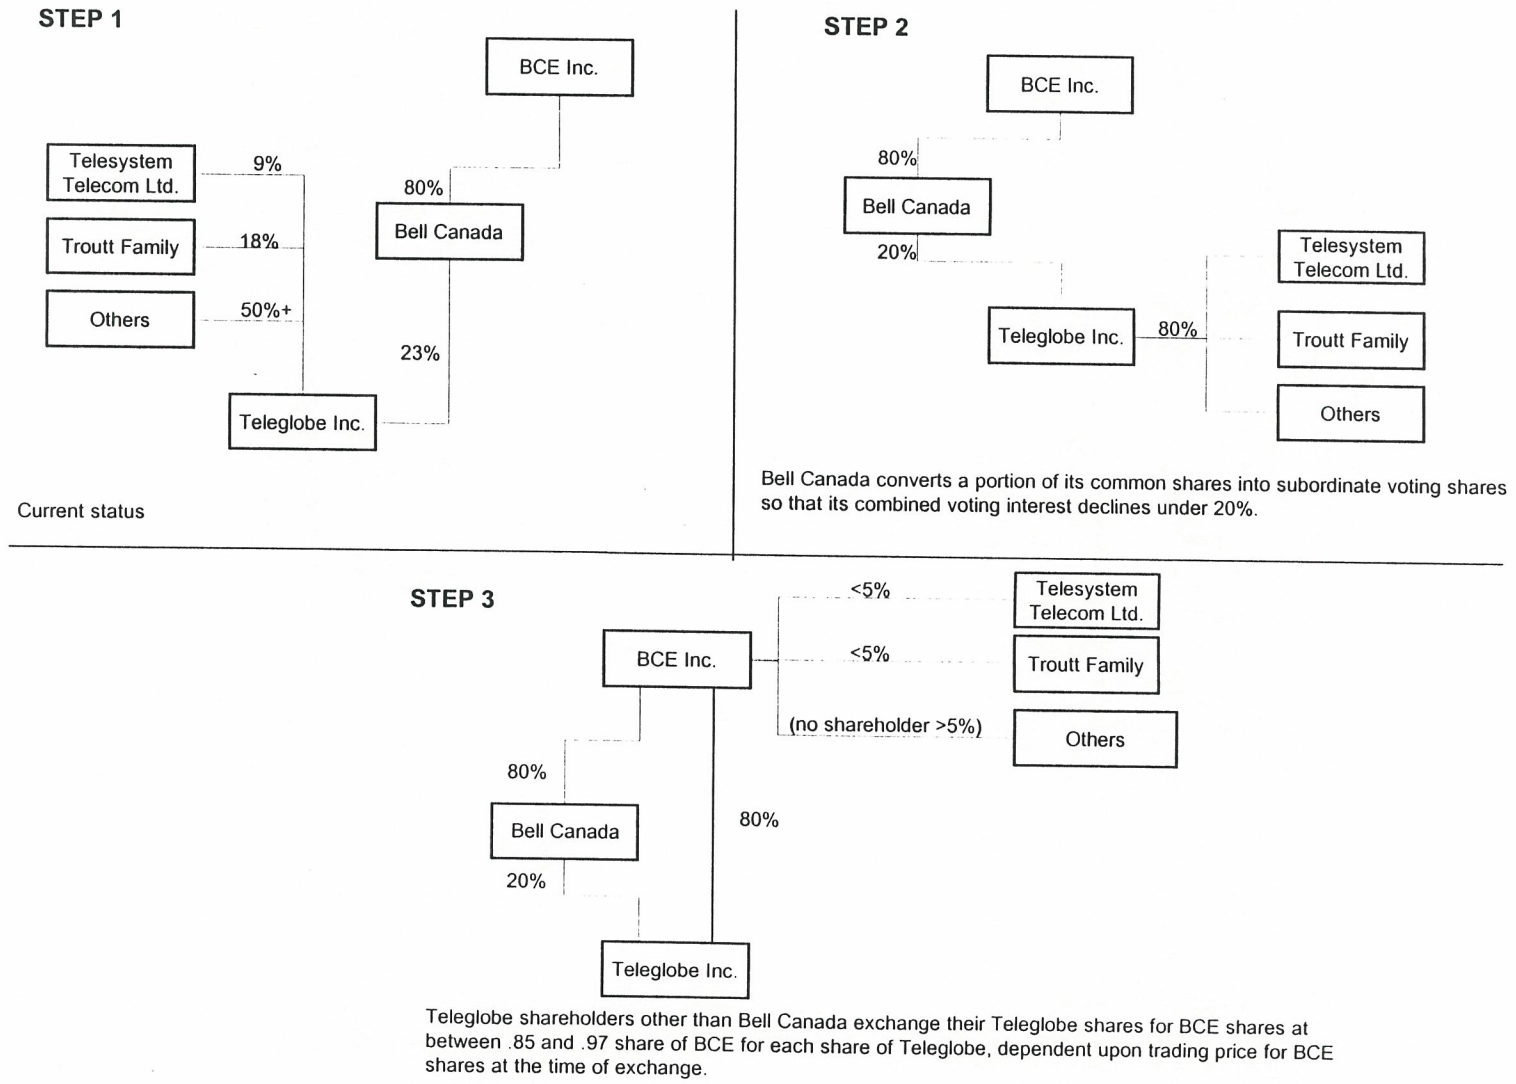 STEP 1
BCE Inc.
Telesystem
Telecom Ltd.
9%
80%
Bell Canada
Troutt Family
18%
Others
50%+
23%
Teleglobe Inc.
Current status
STEP 2
BCE Inc.
80%
Bell Canada
20%
Telesystem
Telecom Ltd.
Teleglobe Inc.
80%
Troutt Family
Others
Bell Canada converts a portion of its common shares into subordinate voting shares
so that its combined voting interest declines under 20%.
STEP 3
<5%
Telesystem
Telecom Ltd.
BCE Inc.
<5%
Troutt Family
(no shareholder >5%)
Others
80%
Bell Canada
80%
20%
Teleglobe Inc.
Teleglobe shareholders other than Bell Canada exchange their Teleglobe shares for BCE shares at
between .85 and .97 share of BCE for each share of Teleglobe, dependent upon trading price for BCE
shares at the time of exchange.